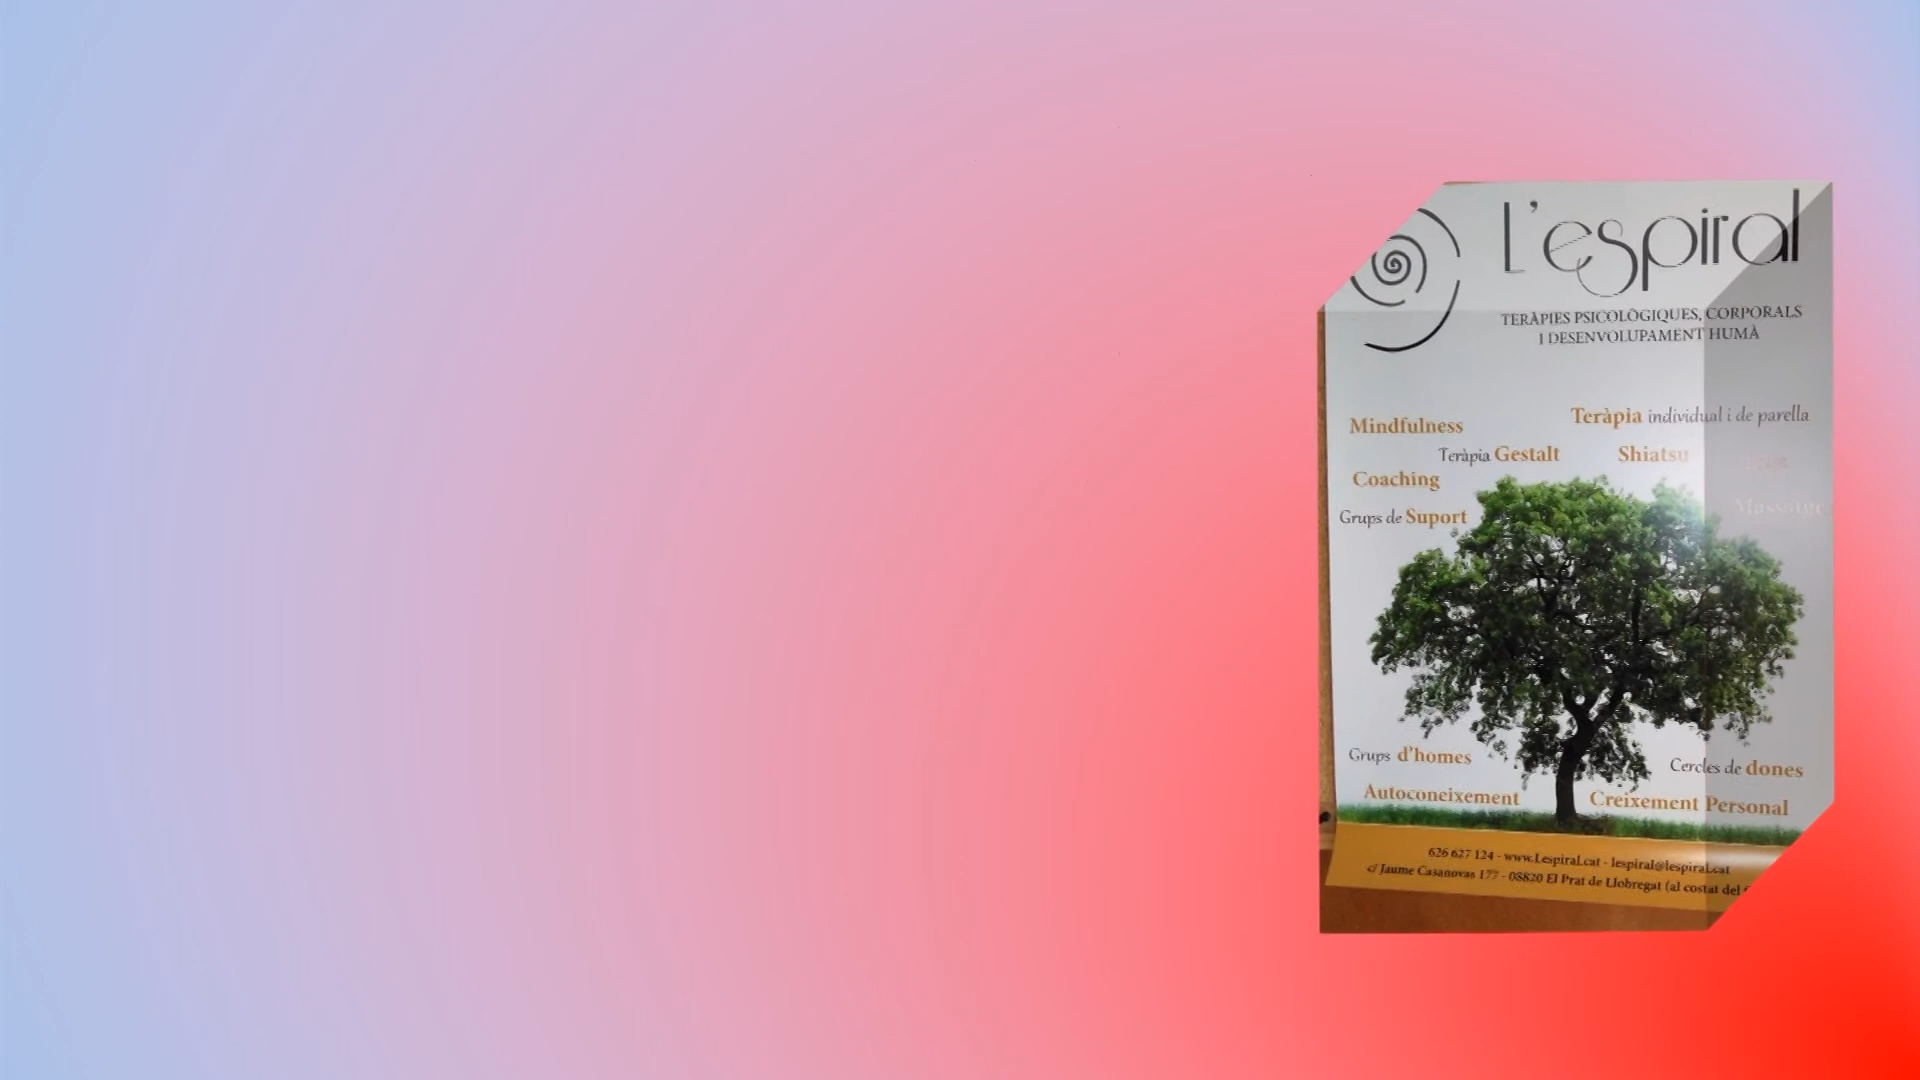 L'espiral
TERÀPIES PSICOLÒGIQUES, CORPORALS
I DESENVOLUPAMENT HUMÀ
Mindfulness
Teràpia individual i de parella
Teràpia Gestalt
Shiatsu
Coaching
Massatge
Grups de Suport
Grups d'homes
Cercles de dones
Autoconeixement
Creixement Personal
626 627 124 - www.Lespiral.cat - lespiral@lespiral.cat
c/ Jaume Casanovas 177 - 08820 El Prat de Llobregat (al costat del